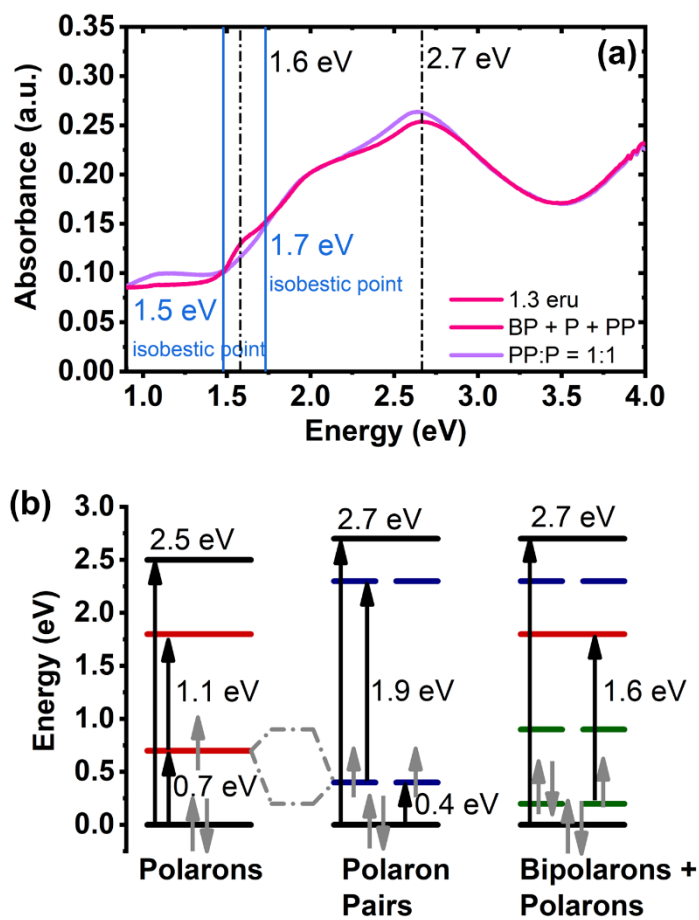 (a)
0.35
0.30
0.25
0.20
0.15
0.10
0.05
0.00
Absorbance (a.u.)
1.6 eV
2.7 eV
1.7 eV
isobestic point
1.5 eV
isobestic point
1.3 eru
BP + P + PP
PP:P = 1:1
1.0 1.5 2.0 2.5 3.0 3.5 4.0
Energy (eV)
(b)
3.0
2.5
2.0
1.5
1.0
0.5
0.0
Energy (eV)
2.5 eV
1.1 eV
0.7 eV
Polarons
2.7 eV
1.9 eV
0.4 eV
Polaron
Pairs
2.7 eV
1.6 eV
Bipolarons +
Polarons